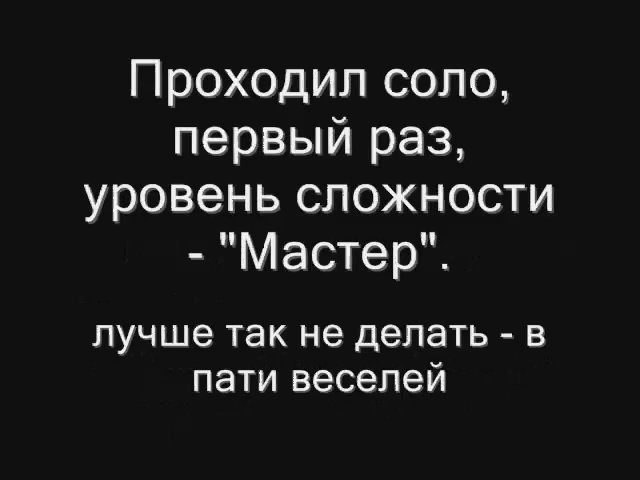 Проходил соло,
первый раз,
уровень сложности
- "Мастер".
лучше так не делать - в
пати веселей